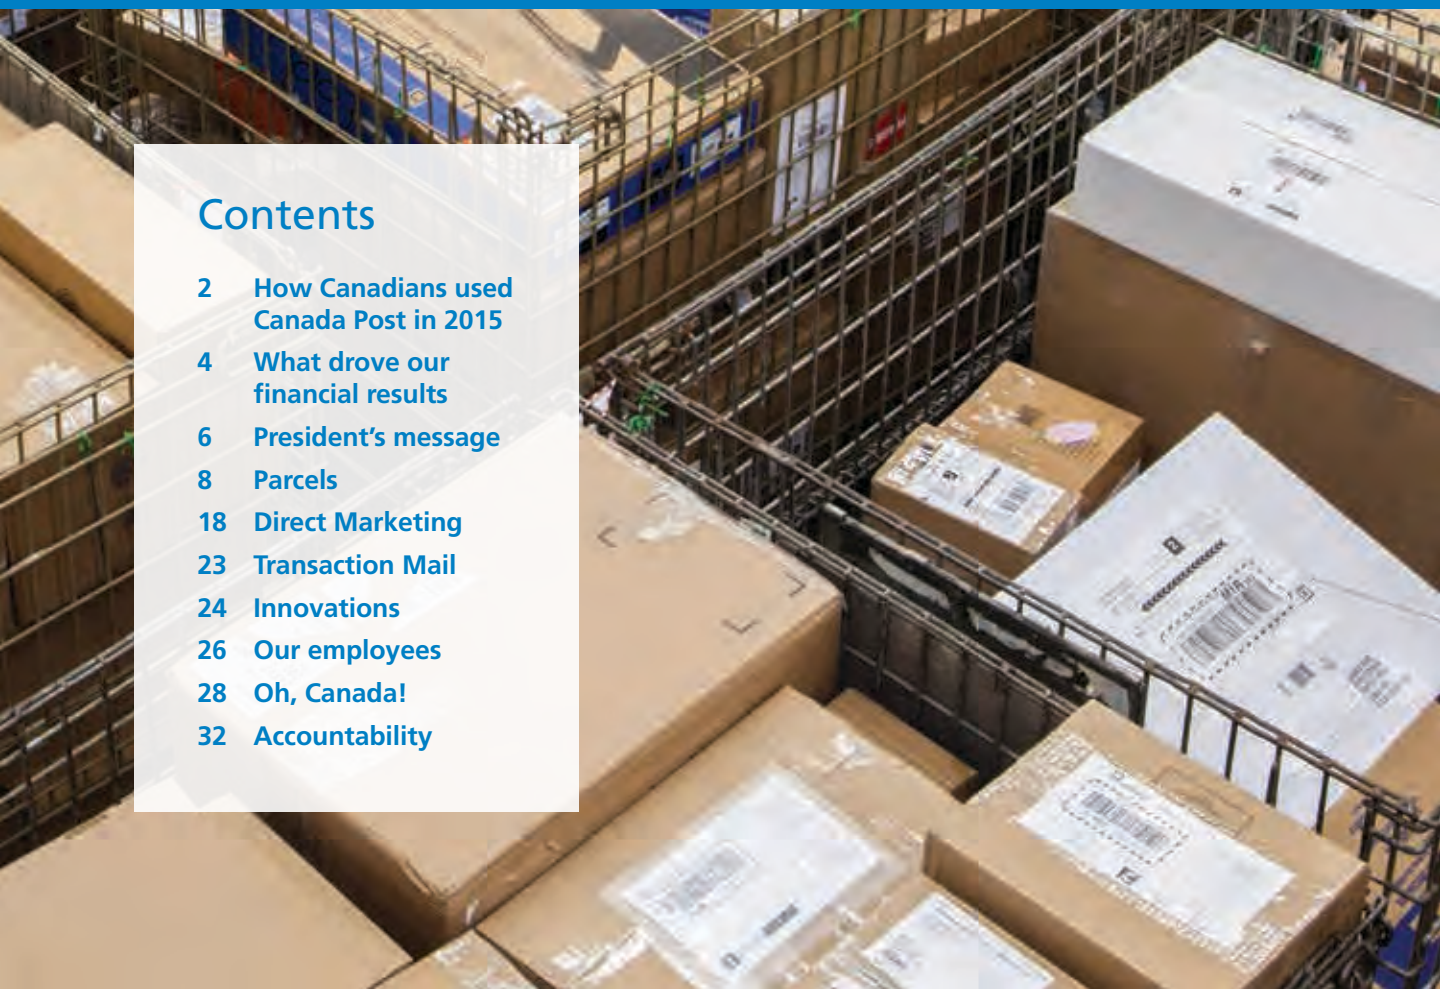 Contents
2 How Canadians used
Canada Post in 2015
4 What drove our
financial results
6 President’s message
8 Parcels
18 Direct Marketing
23 Transaction Mail
24 Innovations
26 Our employees
28 Oh, Canada!
32 Accountability